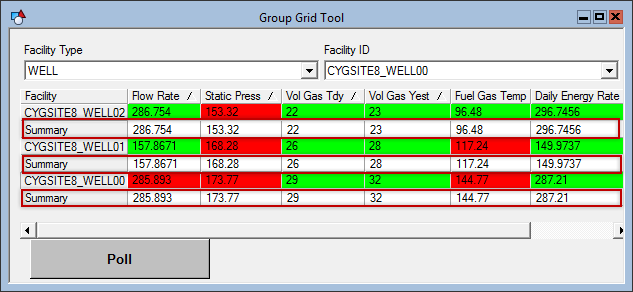 Group Grid Tool
Facility Type Facility ID
WELL CYGSITE8_WELL00
Facility Flow Rate / Static Press / Vol Gas Tdy / Vol Gas Yest / Fuel Gas Temp Daily Energy Rate
CYGSITE8_WELL02 286.754 153.32 22 23 96.48 296.7456
Summary 286.754 153.32 22 23 96.48 296.7456
CYGSITE8_WELL01 157.8671 168.28 26 28 117.24 149.9737
Summary 157.8671 168.28 26 28 117.24 149.9737
CYGSITE8_WELL00 285.893 173.77 29 32 144.77 287.21
Summary 285.893 173.77 29 32 144.77 287.21
Poll